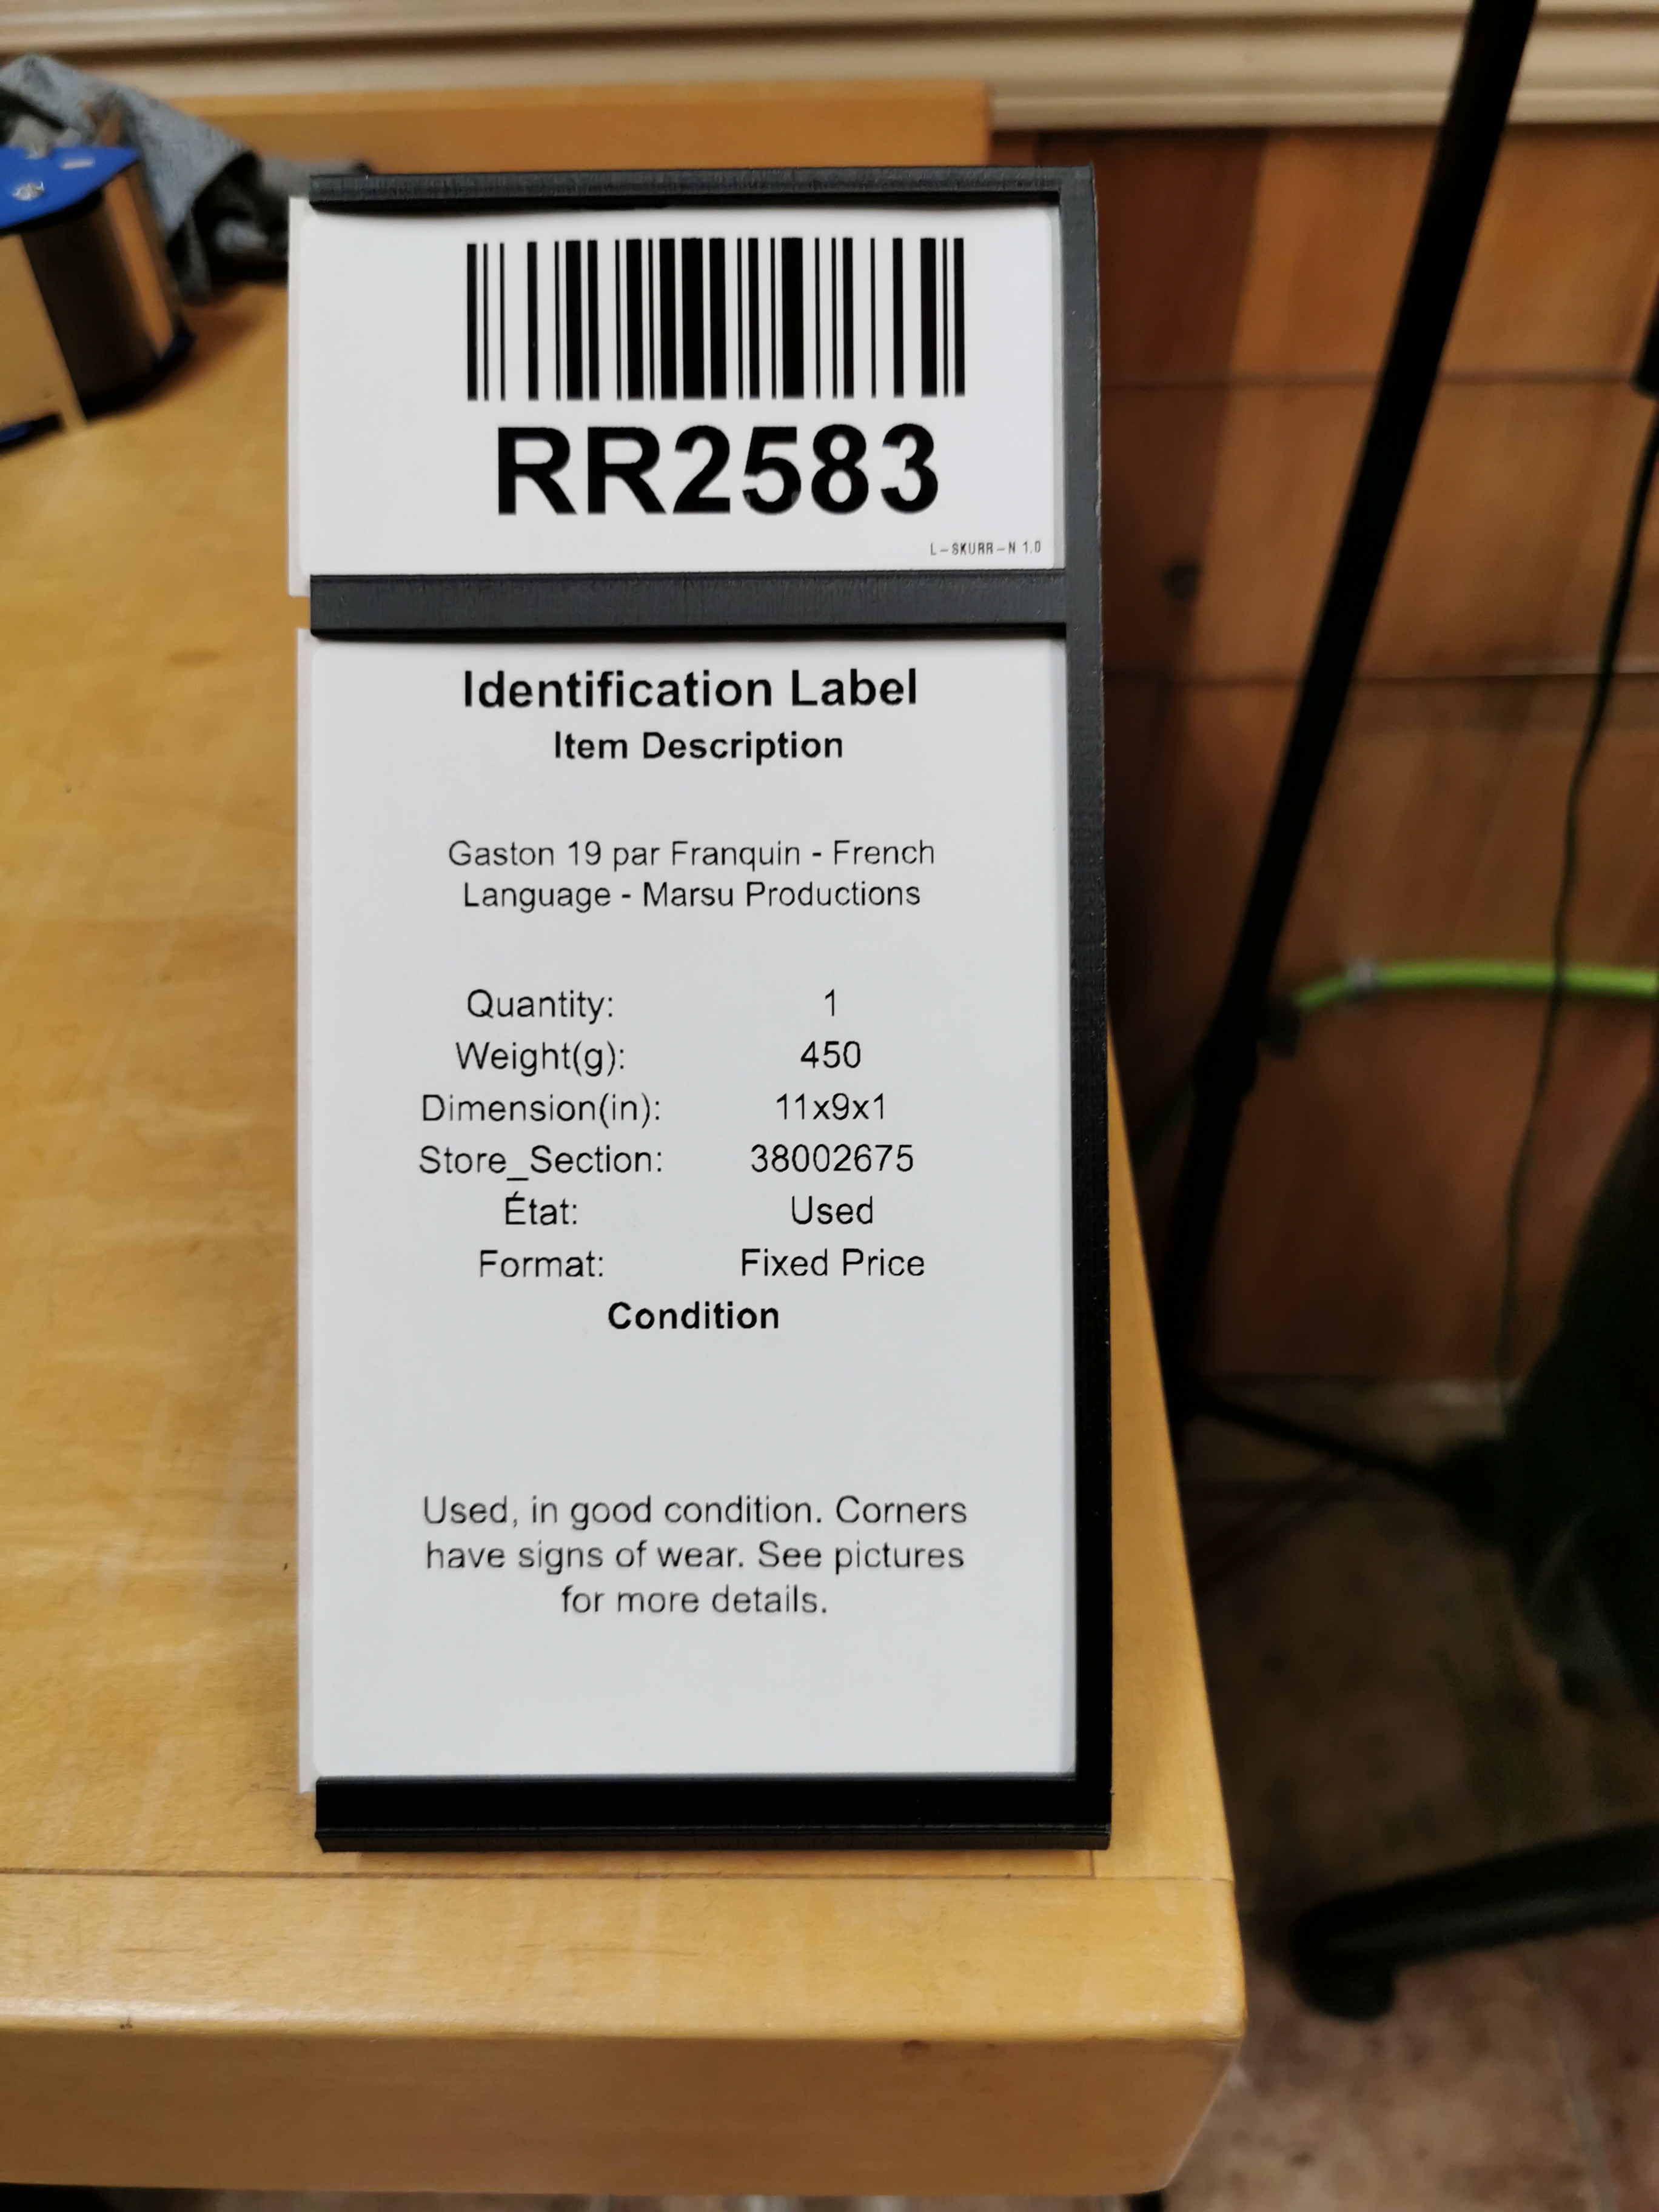 RR2583
L-SKURR-N 1.0
Identification Label
Item Description
Gaston 19 par Franquin - French
Language - Marsu Productions
Quantity: 1
Weight(g): 450
Dimension(in): 11x9x1
Store_Section: 38002675
État: Used
Format: Fixed Price
Condition
Used, in good condition. Corners
have signs of wear. See pictures
for more details.